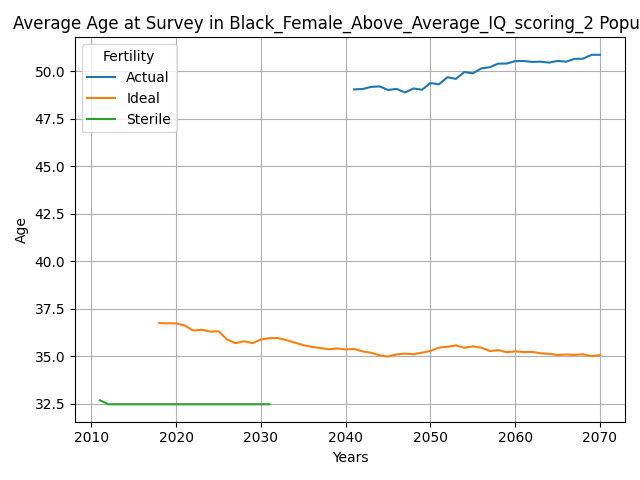 Average Age at Survey in Black_Female_Above_Average_IQ_scoring_2 Popu
Fertility
Actual
Ideal
Sterile
50.0
47.5
45.0
42.5
40.0
37.5
35.0
32.5
Age
2010 2020 2030 2040 2050 2060 2070
Years